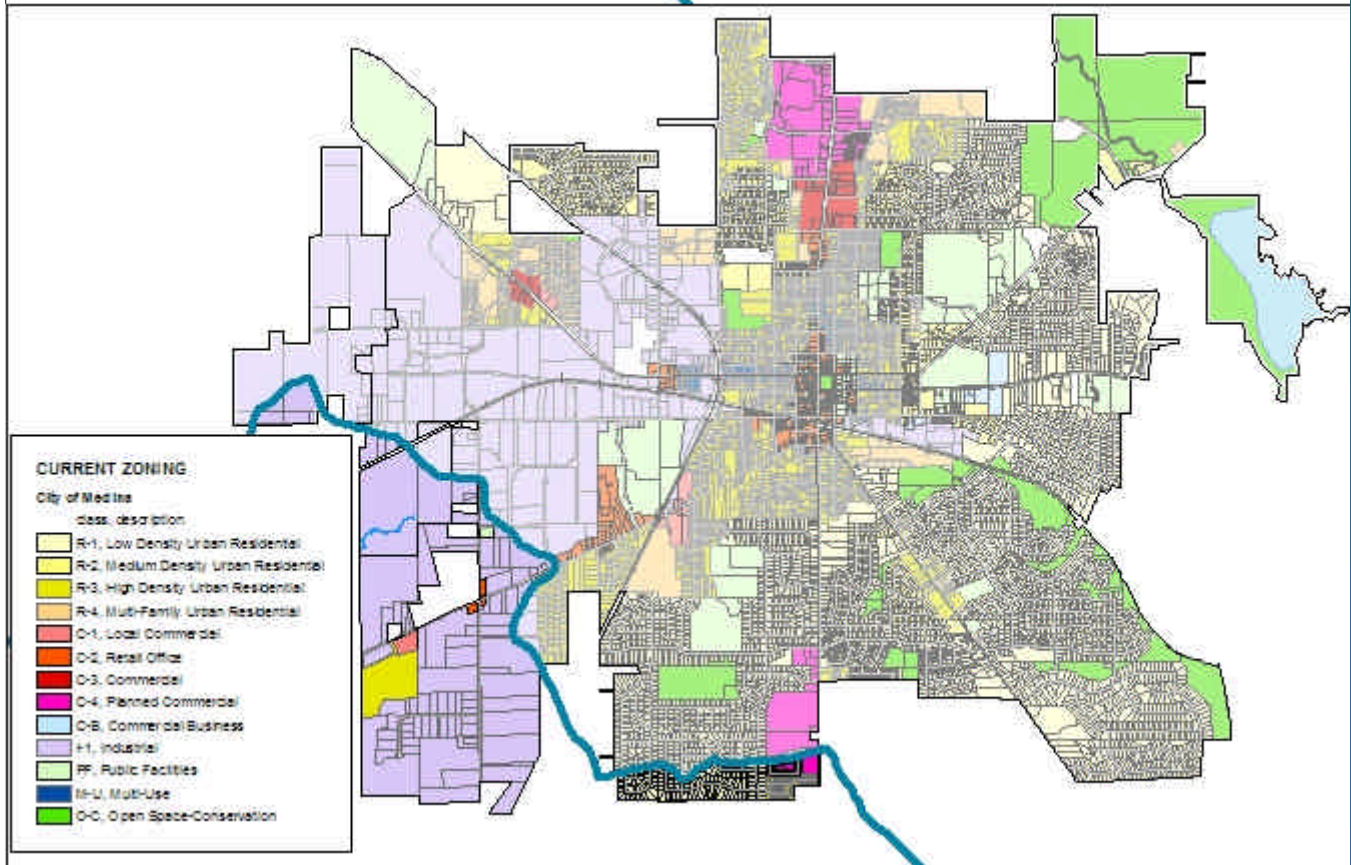 CURRENT ZONING
City of Medina
class, description
R-1, Low Density Urban Residential
R-2, Medium Density Urban Residential
R-3, High Density Urban Residential
R-4, Multi-Family Urban Residential
C-1, Local Commercial
C-2, Retail Office
C-3, Commercial
C-4, Planned Commercial
C-B, Commercial Business
I-1, Industrial
PF, Public Facilities
M-U, Multi-Use
O-C, Open Space-Conservation